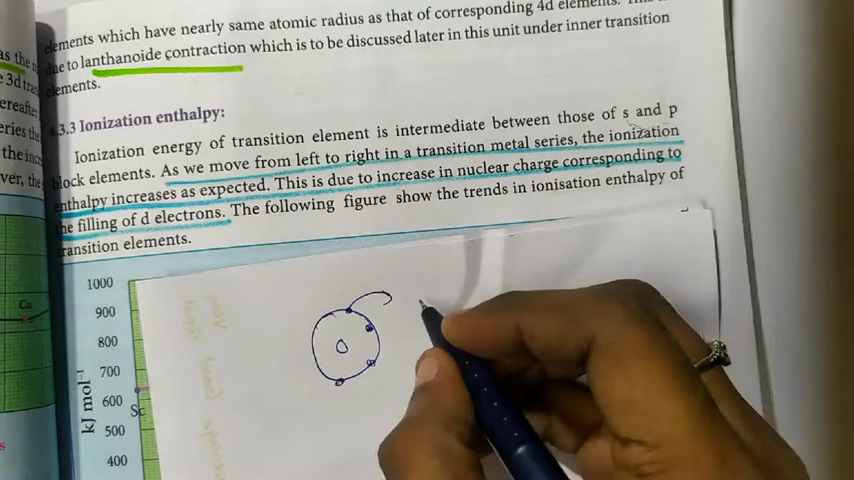 elements which have nearly same atomic radius as that of corresponding 4d elements.
due to lanthanoide contraction which is to be discussed later in this unit under inner transition
elements.
4.3.3 Ionization enthalpy:
Ionization energy of transition element is intermediate between those of s and p
block elements. As we move from left to right in a transition metal series, the ionization
enthalpy increases as expected. This is due to increase in nuclear charge corresponding to
the filling of d electrons. The following figure show the trends in ionisation enthalpy of
transition elements.
as the
3d
the
1000
900
800
700
600
500
400
kJ mol⁻¹
Sc
Cu